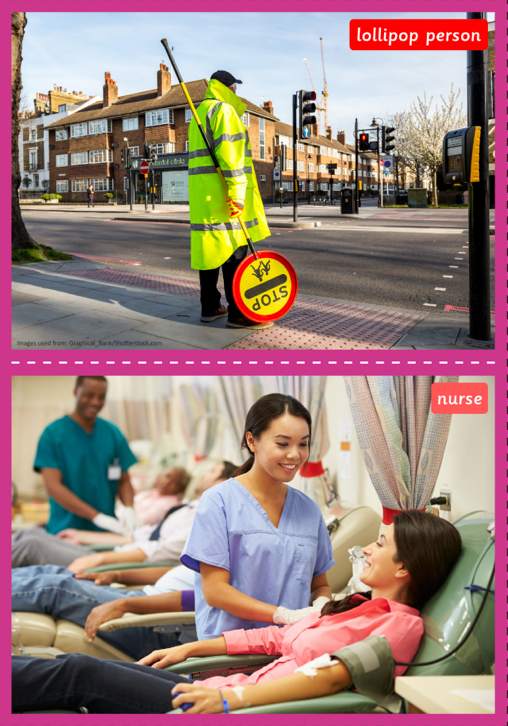 lollipop person
STOP
Images used from: Graphical_Bank/Shutterstock.com
nurse